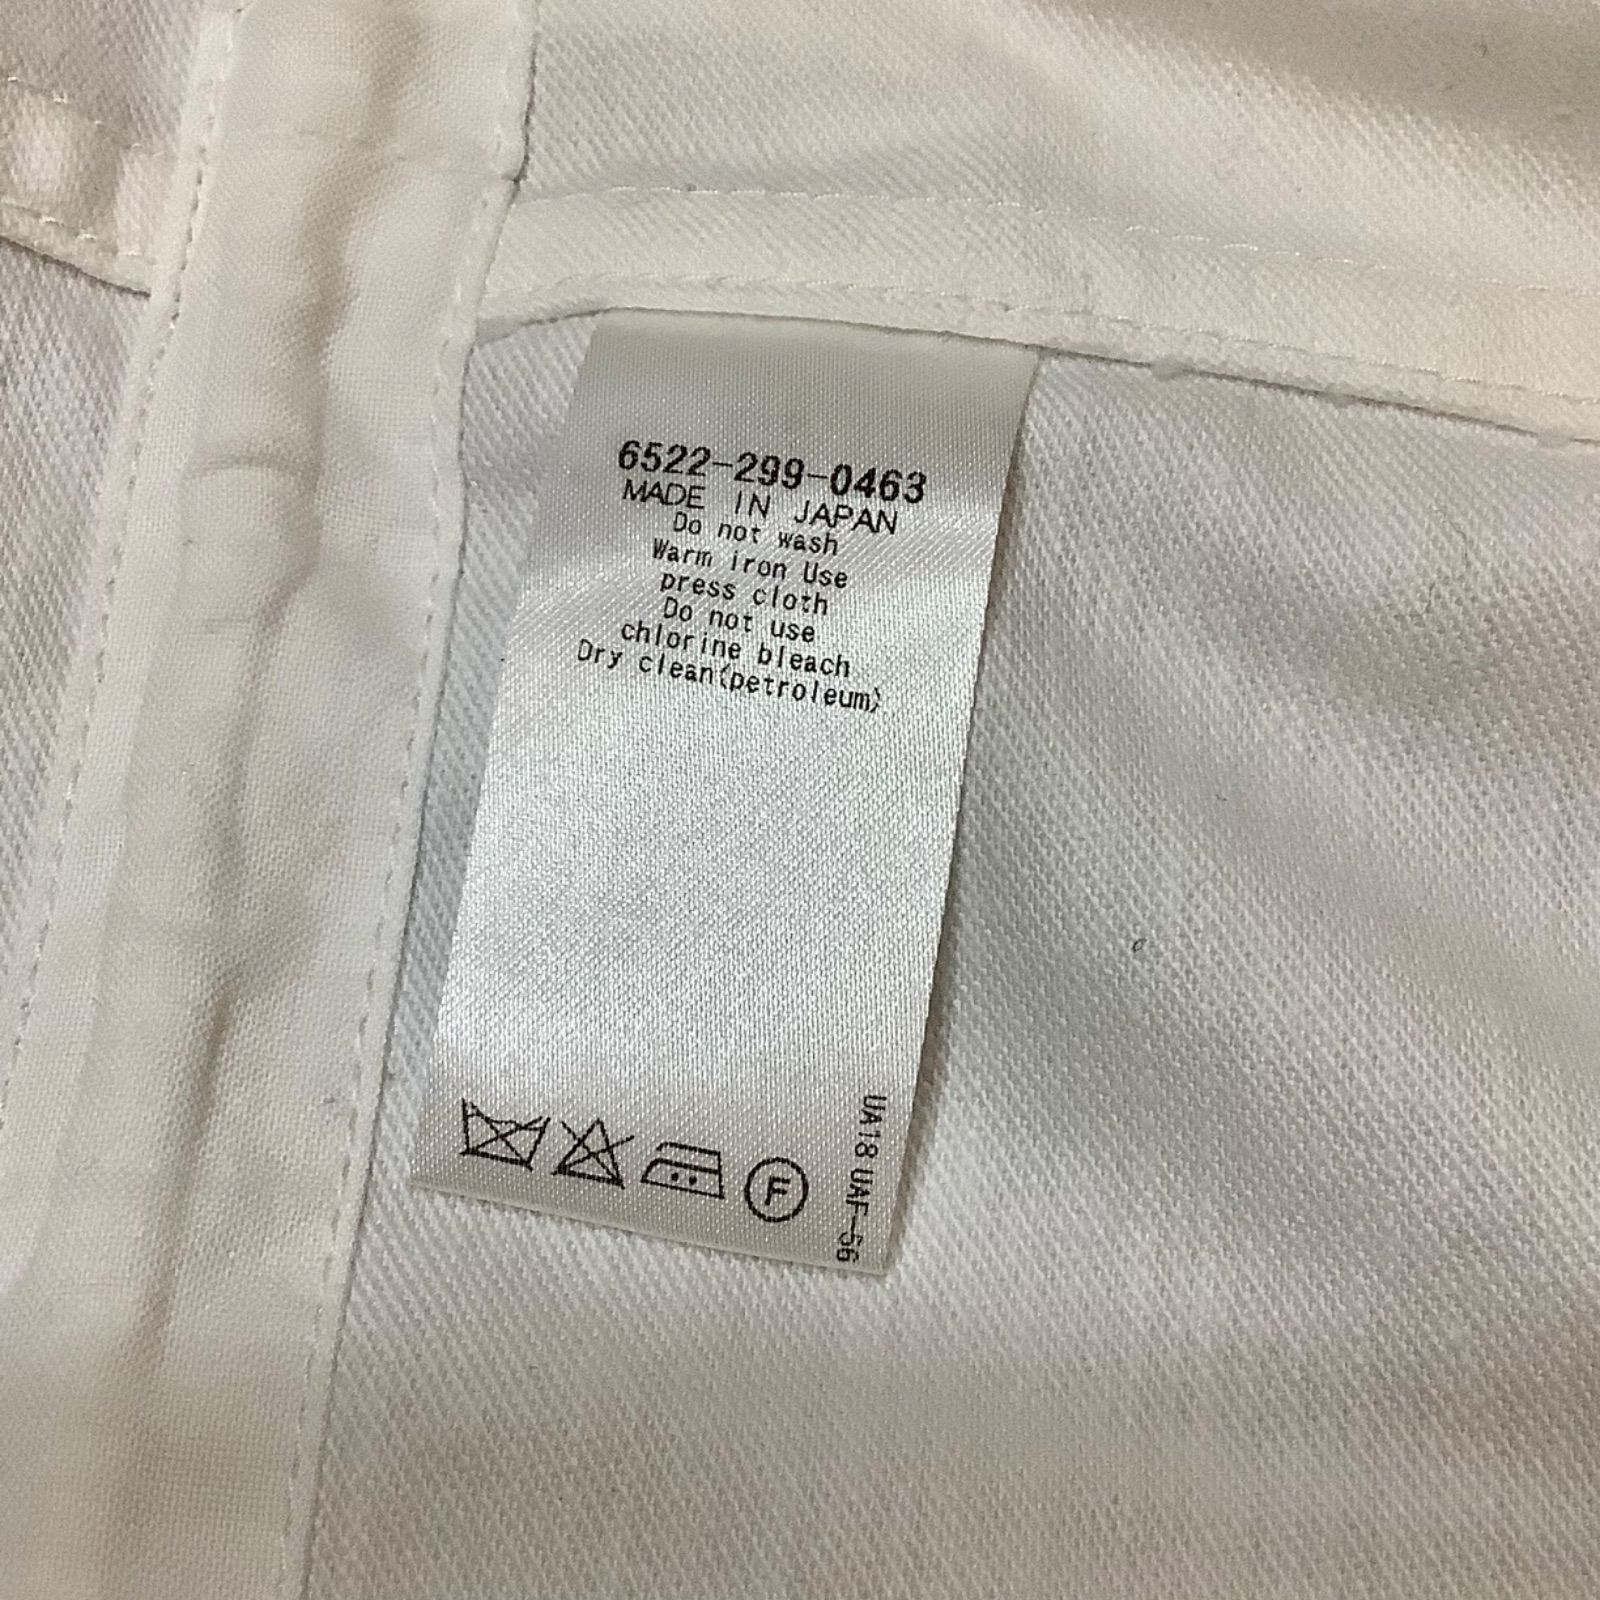 6522-299-0463
MADE IN JAPAN
Do not wash
Warm iron Use
press cloth
Do not use
chlorine bleach
Dry clean(petroleum)
F
UA18 UAF-56